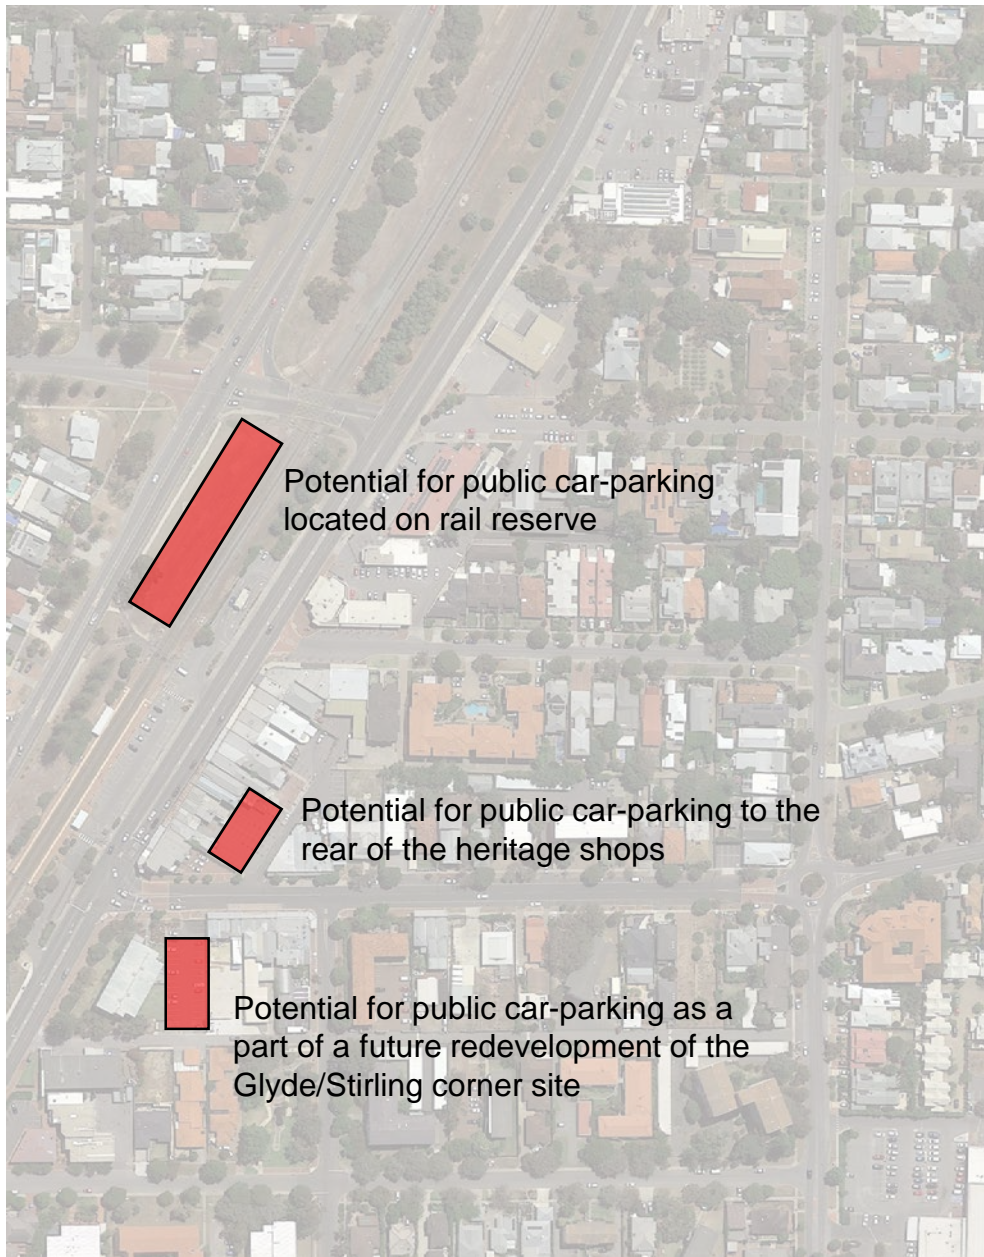 Potential for public car-parking
located on rail reserve
Potential for public car-parking to the
rear of the heritage shops
Potential for public car-parking as a
part of a future redevelopment of the
Glyde/Stirling corner site